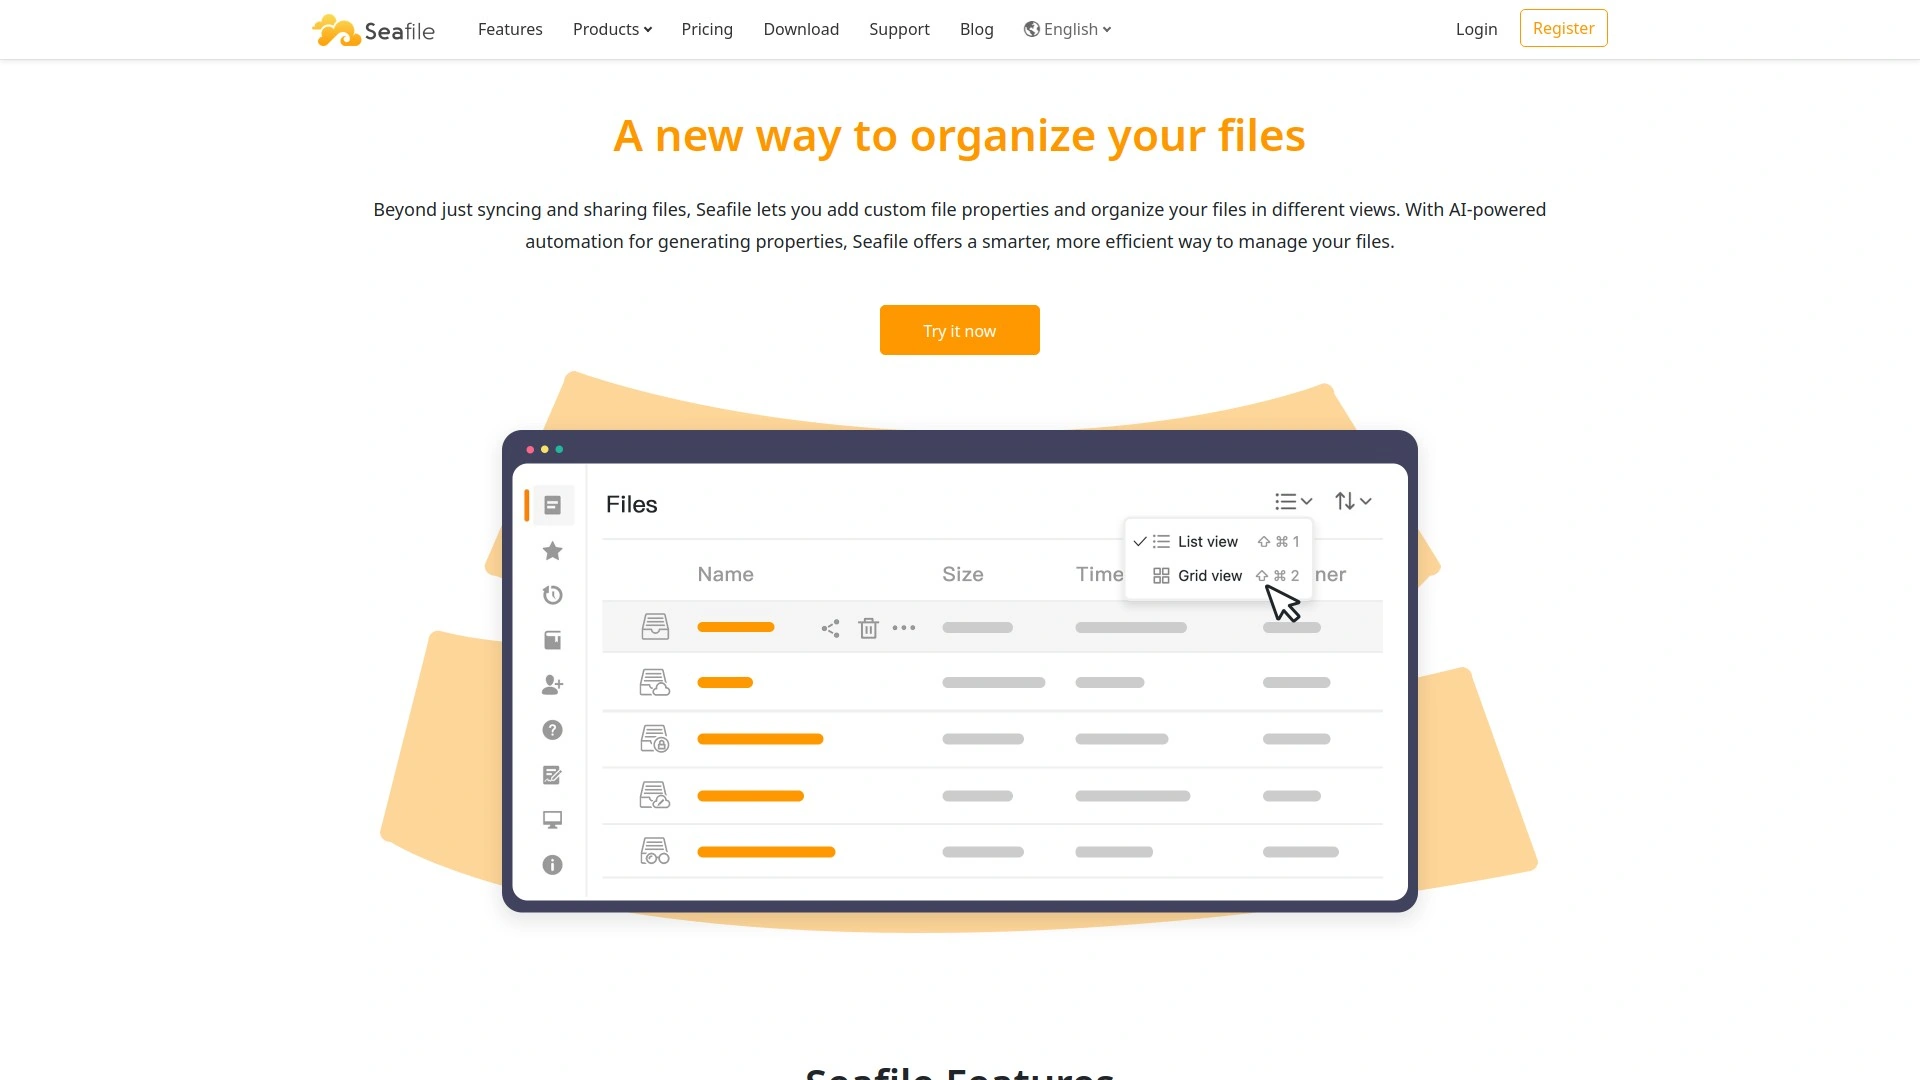 Seafile
Features
Products
Pricing
Download
Support
Blog
English
Login
Register
A new way to organize your files
Beyond just syncing and sharing files, Seafile lets you add custom file properties and organize your files in different views. With AI-powered
automation for generating properties, Seafile offers a smarter, more efficient way to manage your files.
Try it now
Files
List view ⇧ ⌘ 1
Grid view ⇧ ⌘ 2
Name
Size
Time
ner
Seafile Features